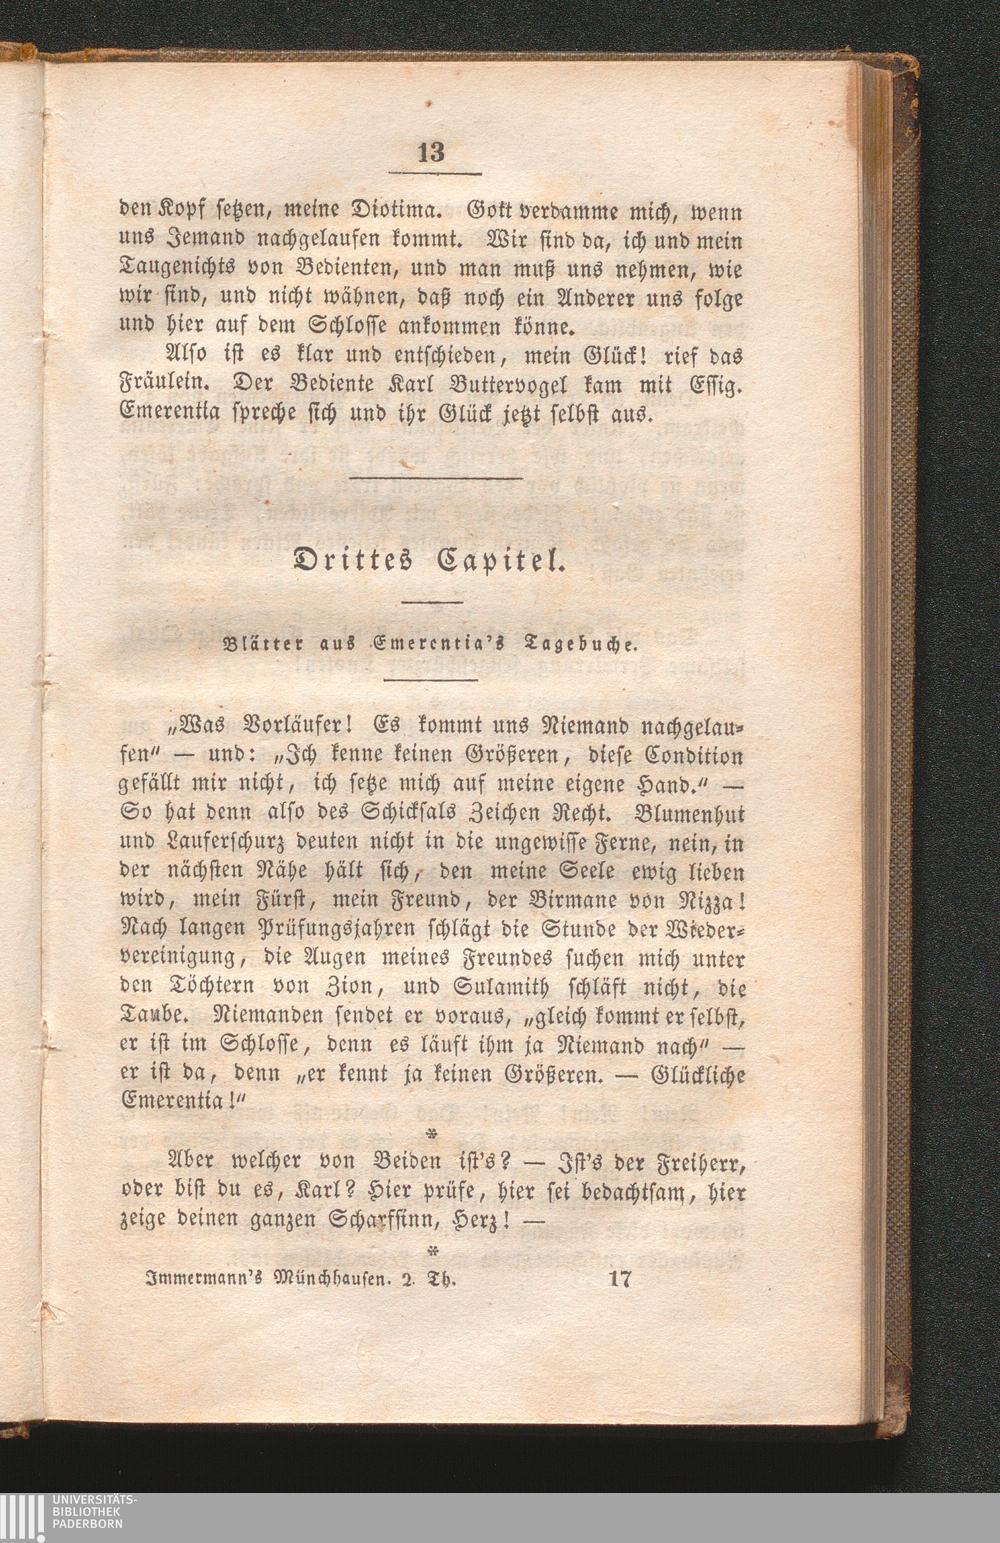 13
den Kopf setzen, meine Diotima. Gott verdamme mich, wenn
uns Jemand nachgelaufen kommt. Wir sind da, ich und mein
Taugenichts von Bedienten, und man muß uns nehmen, wie
wir sind, und nicht wähnen, daß noch ein Anderer uns folge
und hier auf dem Schlosse ankommen könne.
Also ist es klar und entschieden, mein Glück! rief das
Fräulein. Der Bediente Karl Buttervogel kam mit Essig.
Emerentia spreche sich und ihr Glück jetzt selbst aus.
Drittes Capitel.
Blätter aus Emerentia's Tagebuche.
„Was Vorläufer! Es kommt uns Niemand nachgelau-
fen“ — und: „Ich kenne keinen Größeren, diese Condition
gefällt mir nicht, ich setze mich auf meine eigene Hand.“ —
So hat denn also des Schicksals Zeichen Recht. Blumenhut
und Lauferschurz deuten nicht in die ungewisse Ferne, nein, in
der nächsten Nähe hält sich, den meine Seele ewig lieben
wird, mein Fürst, mein Freund, der Birmane von Nizza!
Nach langen Prüfungsjahren schlägt die Stunde der Wieder-
vereinigung, die Augen meines Freundes suchen mich unter
den Töchtern von Zion, und Sulamith schläft nicht, die
Taube. Niemanden sendet er voraus, „gleich kommt er selbst,
er ist im Schlosse, denn es läuft ihm ja Niemand nach“ —
er ist da, denn „er kennt ja keinen Größeren. — Glückliche
Emerentia!“
*
Aber welcher von Beiden ist's? — Ist's der Freiherr,
oder bist du es, Karl? Hier prüfe, hier sei bedachtsam, hier
zeige deinen ganzen Scharfsinn, Herz! —
*
Immermann's Münchhausen. 2. Th. 17
UNIVERSITÄTS-
BIBLIOTHEK
PADERBORN